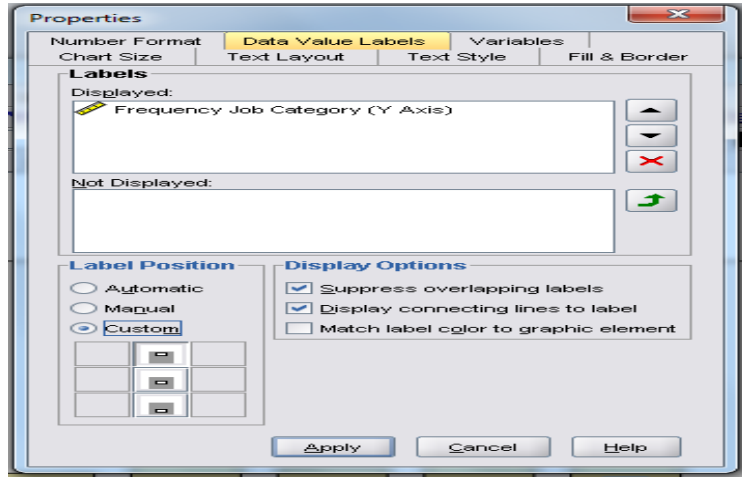 Properties
Number Format Data Value Labels Variables
Chart Size Text Layout Text Style Fill & Border
Labels
Displayed:
Frequency Job Category (Y Axis)
Not Displayed:
Label Position
Automatic
Manual
Custom
Display Options
Suppress overlapping labels
Display connecting lines to label
Match label color to graphic element
Apply Cancel Help